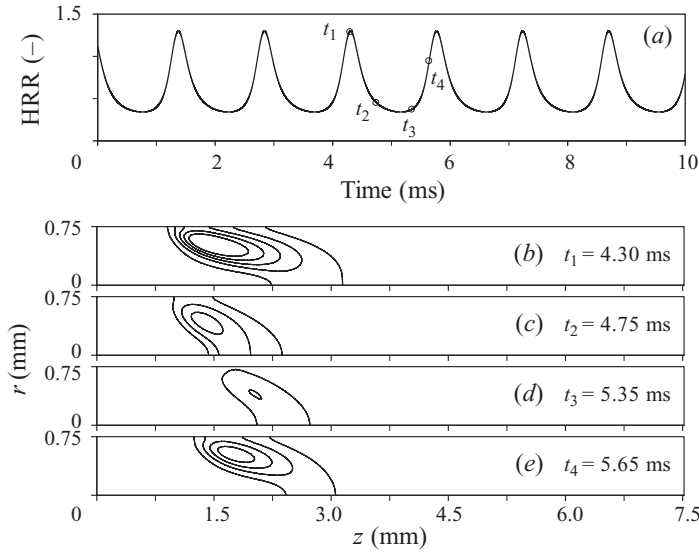 1.5
(a)
HRR (–)
t1
t2
t3
t4
0
2
4
6
8
10
Time (ms)
0.75
(b) t1 = 4.30 ms
0
0.75
(c) t2 = 4.75 ms
0
r (mm)
0.75
(d) t3 = 5.35 ms
0
0.75
(e) t4 = 5.65 ms
0
0
1.5
3.0
4.5
6.0
7.5
z (mm)